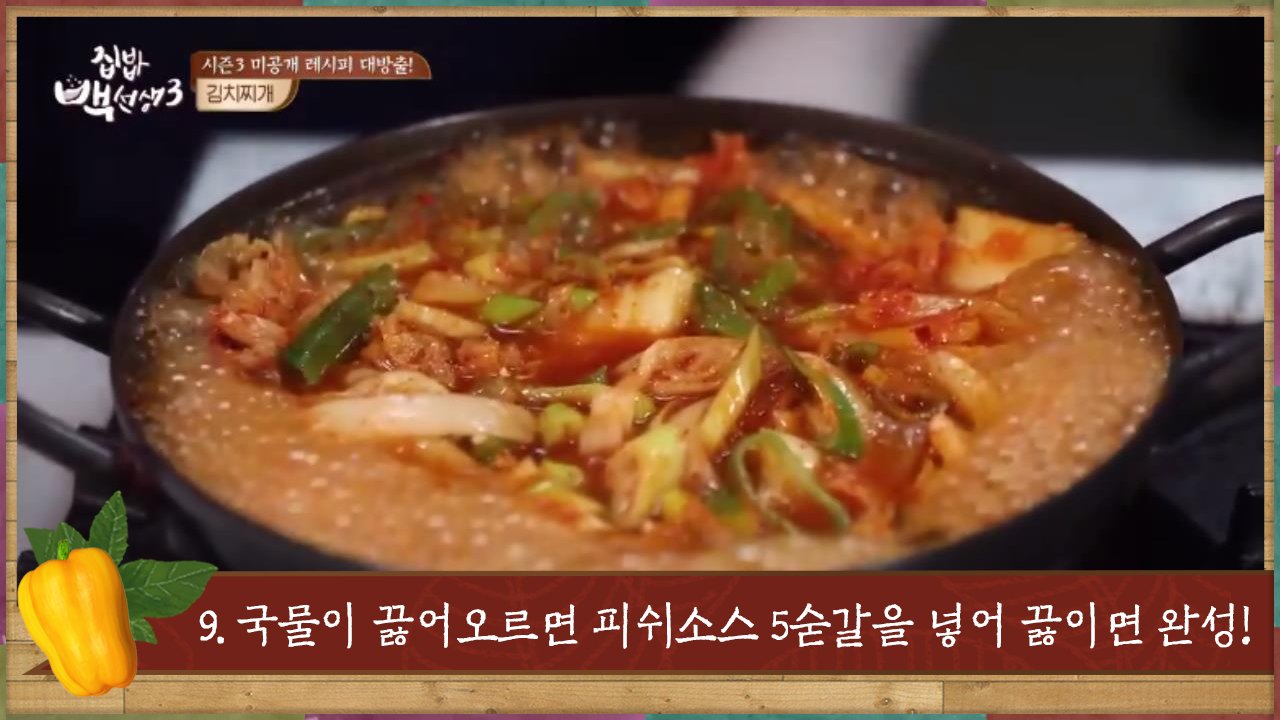 집밥
백선생3
시즌3 미공개 레시피 대방출!
김치찌개
9. 국물이 끓어오르면 피쉬소스 5숟갈을 넣어 끓이면 완성!